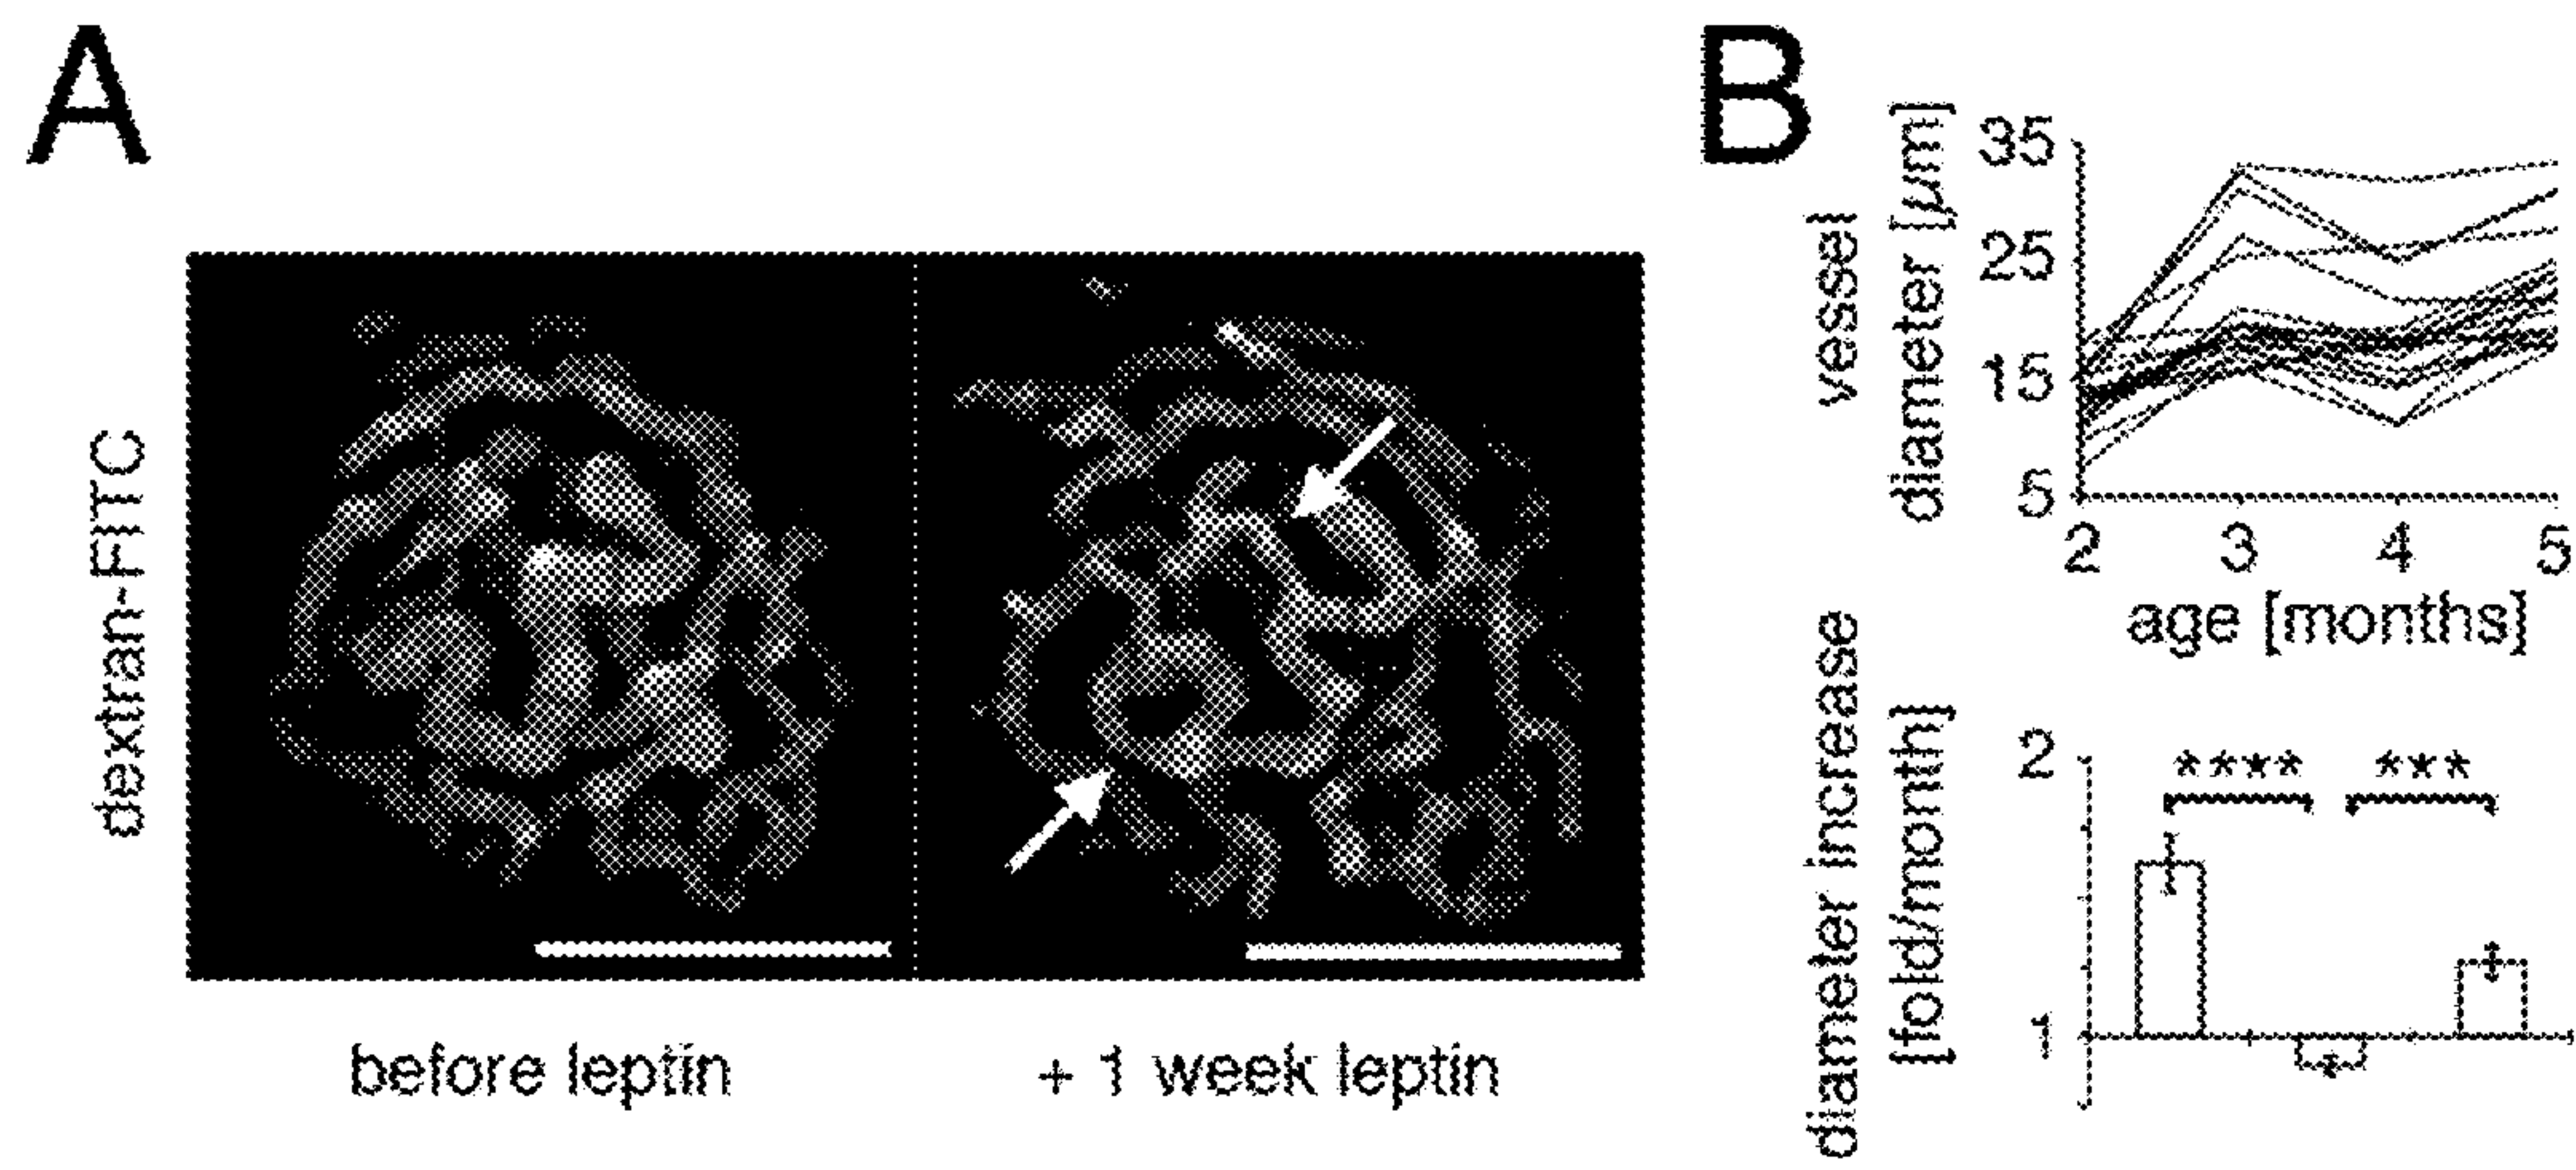 A
dextran-FITC
before leptin
+ 1 week leptin
B
vessel
diameter [µm]
35
25
15
5
2 3 4 5
age [months]
diameter increase
[fold/month]
2
1
**** ***